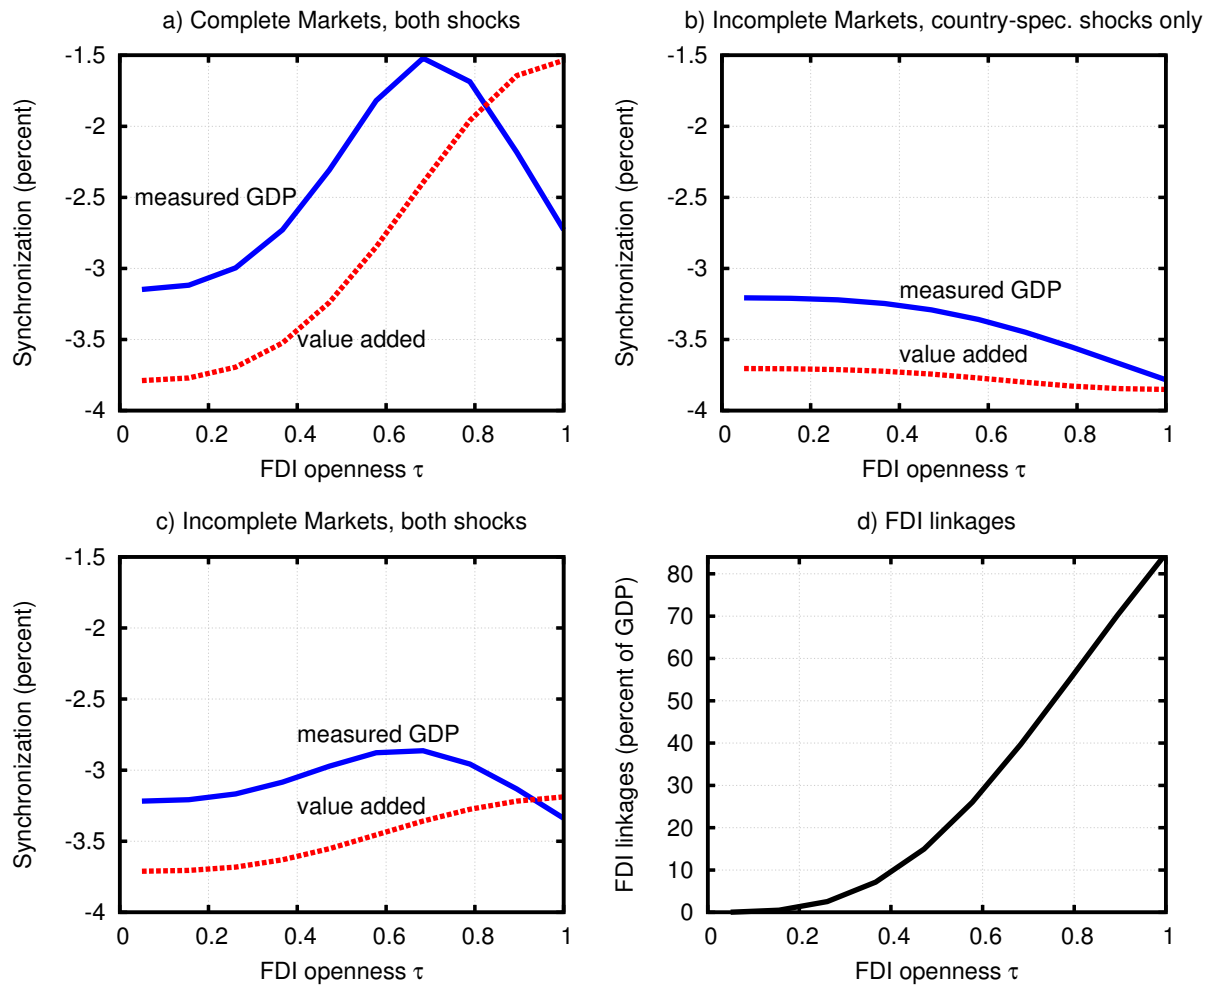 a) Complete Markets, both shocks
Synchronization (percent)
-1.5
-2
-2.5
-3
-3.5
-4
measured GDP
value added
0 0.2 0.4 0.6 0.8 1
FDI openness τ
b) Incomplete Markets, country-spec. shocks only
Synchronization (percent)
-1.5
-2
-2.5
-3
-3.5
-4
measured GDP
value added
0 0.2 0.4 0.6 0.8 1
FDI openness τ
c) Incomplete Markets, both shocks
Synchronization (percent)
-1.5
-2
-2.5
-3
-3.5
-4
measured GDP
value added
0 0.2 0.4 0.6 0.8 1
FDI openness τ
d) FDI linkages
FDI linkages (percent of GDP)
80
70
60
50
40
30
20
10
0
0 0.2 0.4 0.6 0.8 1
FDI openness τ